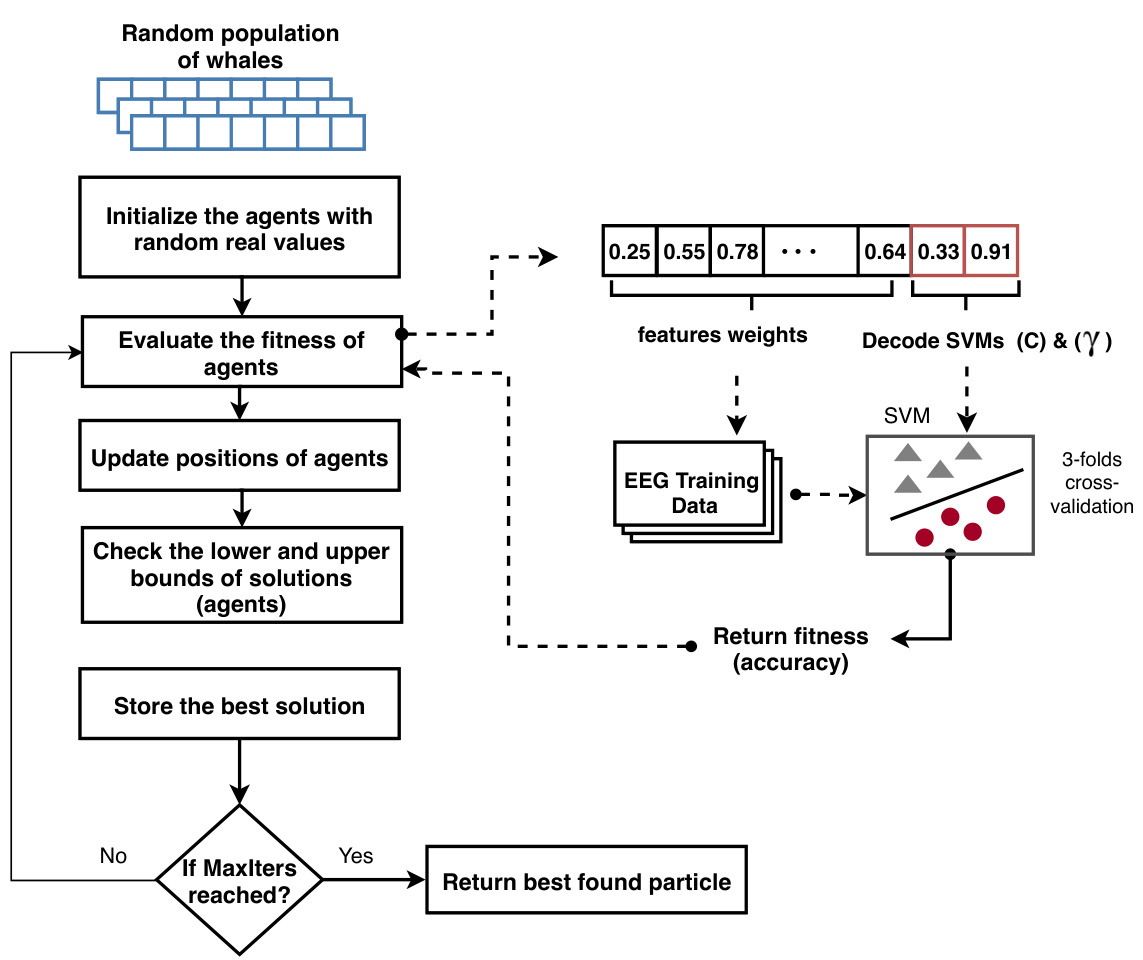 Random population
of whales
Initialize the agents with
random real values
Evaluate the fitness of
agents
Update positions of agents
Check the lower and upper
bounds of solutions
(agents)
Store the best solution
If MaxIters
reached?
No
Yes
Return best found particle
0.25 0.55 0.78 ... 0.64 0.33 0.91
features weights
Decode SVMs (C) & (γ)
SVM
EEG Training
Data
3-folds
cross-
validation
Return fitness
(accuracy)